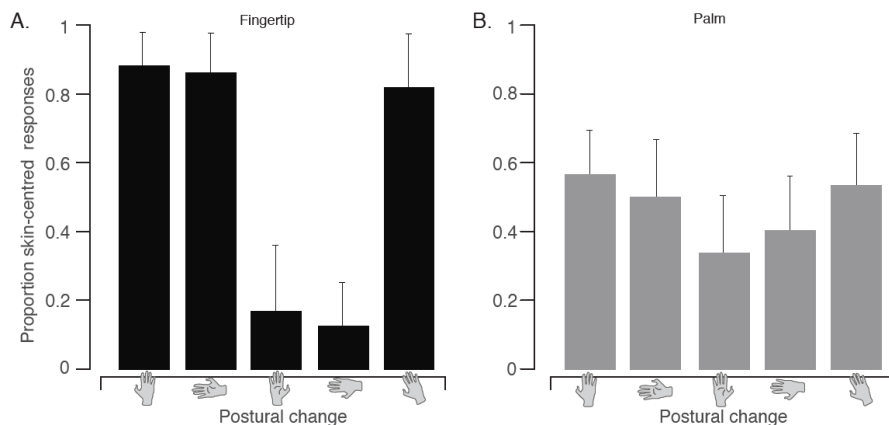 A.
Fingertip
Proportion skin-centred responses
1
0.8
0.6
0.4
0.2
0
Postural change
B.
Palm
1
0.8
0.6
0.4
0.2
0
Postural change